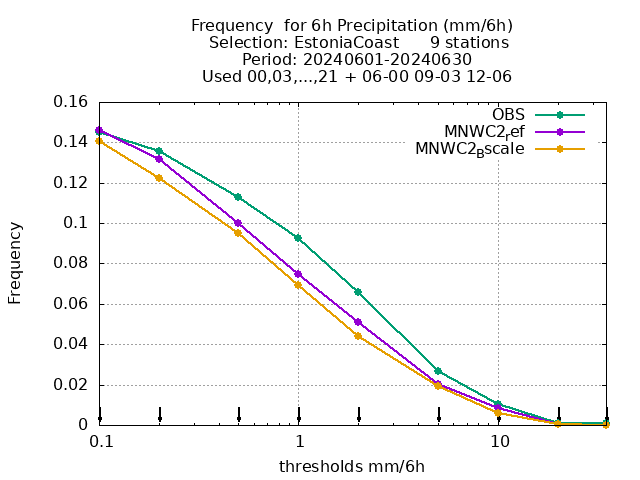 Frequency  for 6h Precipitation (mm/6h)
Selection: EstoniaCoast      9 stations
Period: 20240601-20240630
Used 00,03,...,21 + 06-00 09-03 12-06
OBS
MNWC2ref
MNWC2Bscale
0.16
0.14
0.12
0.1
0.08
0.06
0.04
0.02
0
Frequency
0.1
1
10
thresholds mm/6h